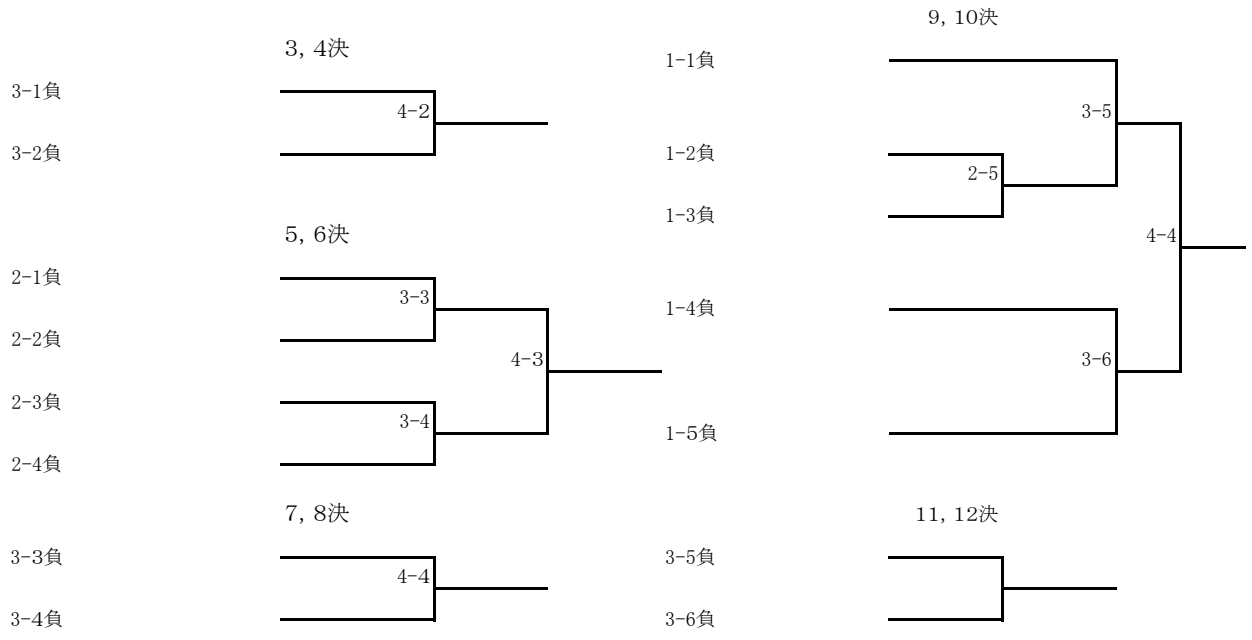 3, 4決
3-1負
4-2
3-2負
5, 6決
2-1負
3-3
2-2負
4-3
2-3負
3-4
2-4負
7, 8決
3-3負
4-4
3-4負
9, 10決
1-1負
3-5
1-2負
2-5
1-3負
4-4
1-4負
3-6
1-5負
11, 12決
3-5負
3-6負